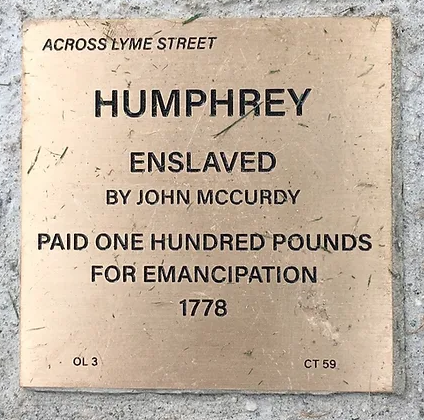 ACROSS LYME STREET
HUMPHREY
ENSLAVED
BY JOHN MCCURDY
PAID ONE HUNDRED POUNDS
FOR EMANCIPATION
1778
OL 3 CT 59